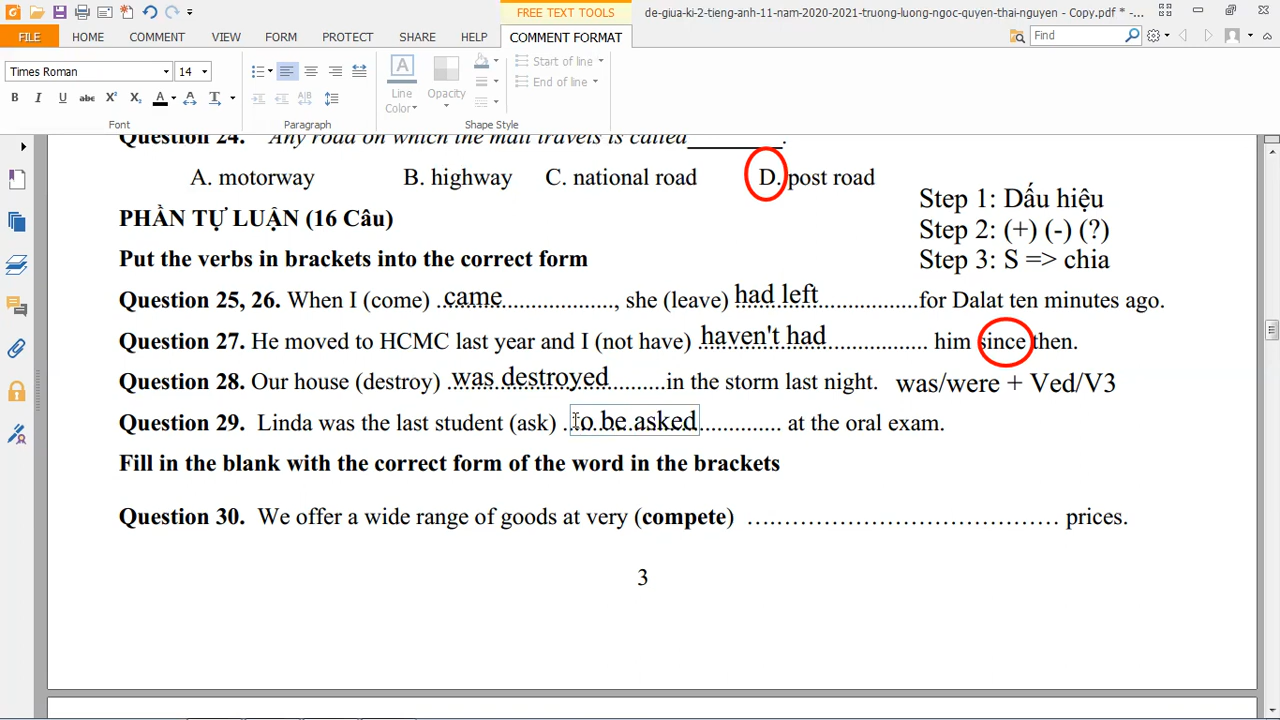 FREE TEXT TOOLS
de-giua-ki-2-tieng-anh-11-nam-2020-2021-truong-luong-ngoc-quyen-thai-nguyen - Copy.pdf * -...
FILE HOME COMMENT VIEW FORM PROTECT SHARE HELP COMMENT FORMAT
Find
Times Roman 14
Line Color
Opacity
Start of line
End of line
Font Paragraph Shape Style
Question 24. Any road on which the mail travels is called________.
A. motorway B. highway C. national road D. post road
Step 1: Dấu hiệu
PHẦN TỰ LUẬN (16 Câu)
Step 2: (+) (-) (?)
Put the verbs in brackets into the correct form
Step 3: S => chia
Question 25, 26. When I (come) came, she (leave) had left for Dalat ten minutes ago.
Question 27. He moved to HCMC last year and I (not have) haven't had him since then.
Question 28. Our house (destroy) was destroyed in the storm last night. was/were + Ved/V3
Question 29. Linda was the last student (ask) to be asked at the oral exam.
Fill in the blank with the correct form of the word in the brackets
Question 30. We offer a wide range of goods at very (compete) ……………………………… prices.
3